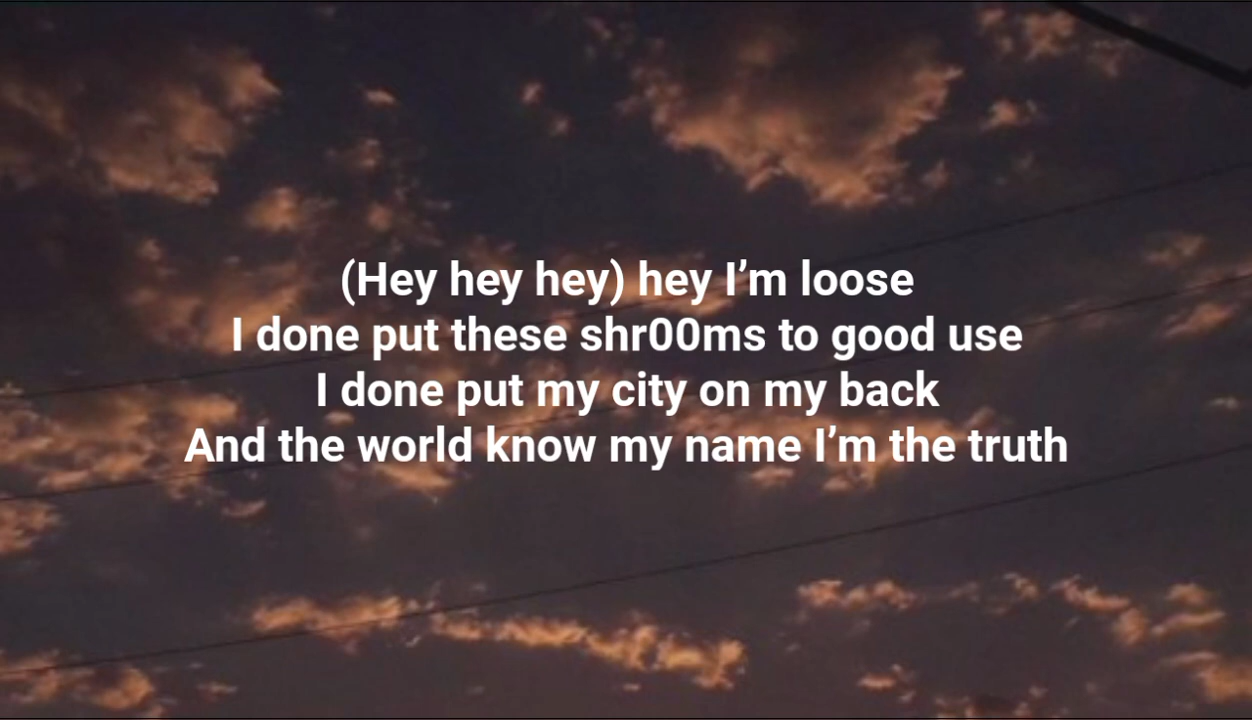 (Hey hey hey) hey I’m loose
I done put these shr00ms to good use
I done put my city on my back
And the world know my name I’m the truth